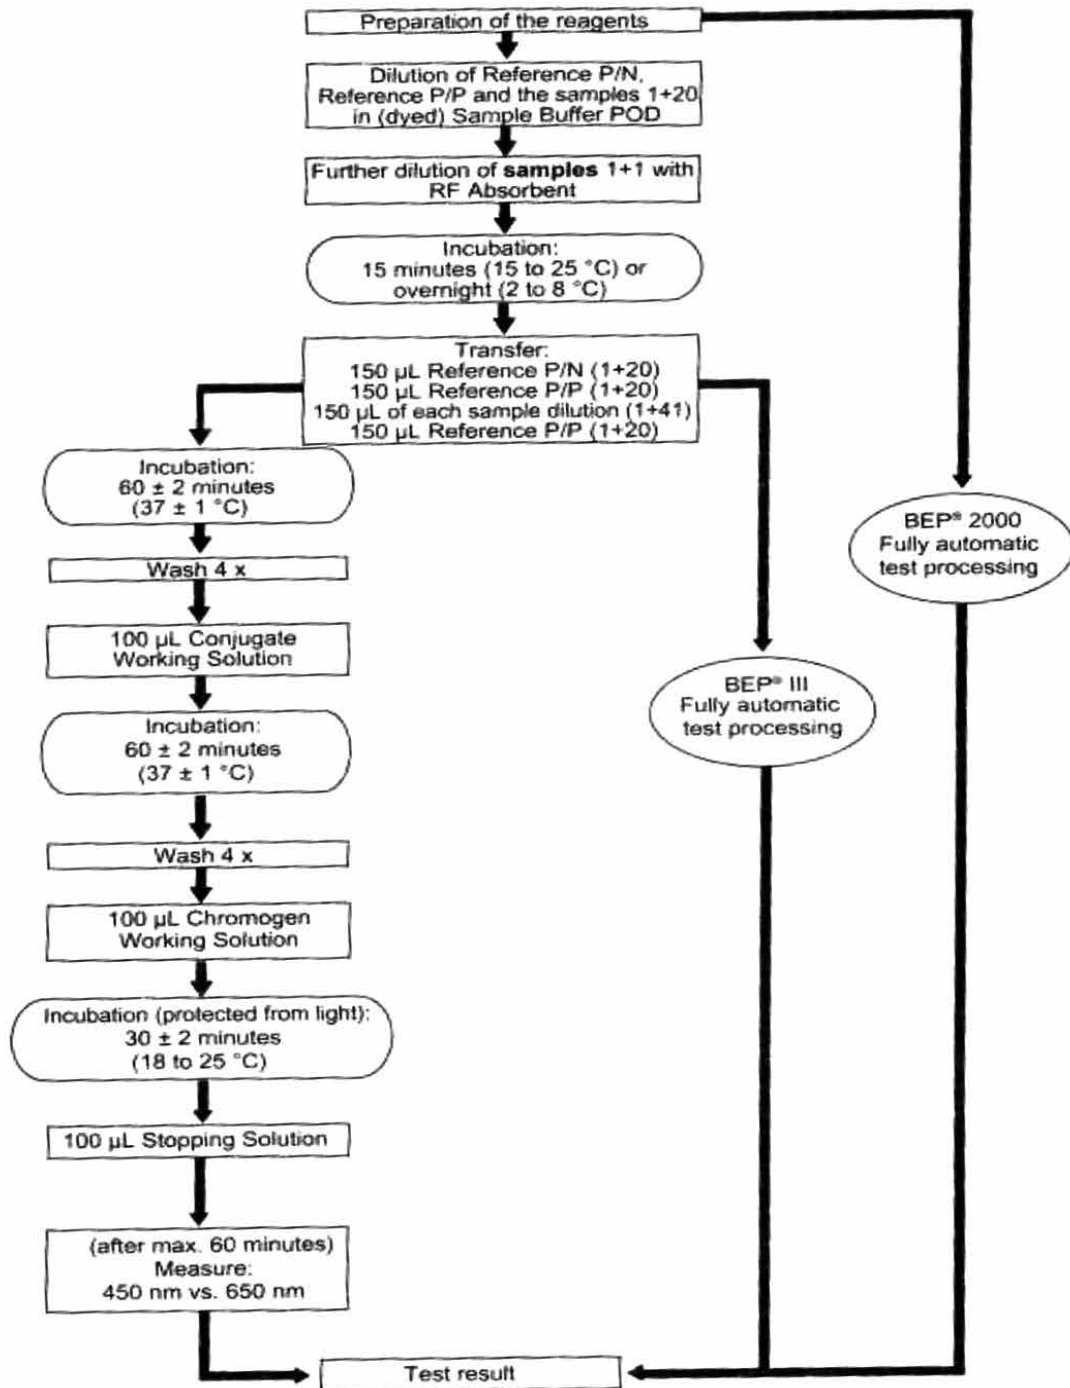 Preparation of the reagents
Dilution of Reference P/N,
Reference P/P and the samples 1+20
in (dyed) Sample Buffer POD
Further dilution of samples 1+1 with
RF Absorbent
Incubation:
15 minutes (15 to 25 °C) or
overnight (2 to 8 °C)
Transfer:
150 µL Reference P/N (1+20)
150 µL Reference P/P (1+20)
150 µL of each sample dilution (1+41)
150 µL Reference P/P (1+20)
Incubation:
60 ± 2 minutes
(37 ± 1 °C)
Wash 4 x
100 µL Conjugate
Working Solution
Incubation:
60 ± 2 minutes
(37 ± 1 °C)
Wash 4 x
100 µL Chromogen
Working Solution
Incubation (protected from light):
30 ± 2 minutes
(18 to 25 °C)
100 µL Stopping Solution
(after max. 60 minutes)
Measure:
450 nm vs. 650 nm
BEP® III
Fully automatic
test processing
BEP® 2000
Fully automatic
test processing
Test result